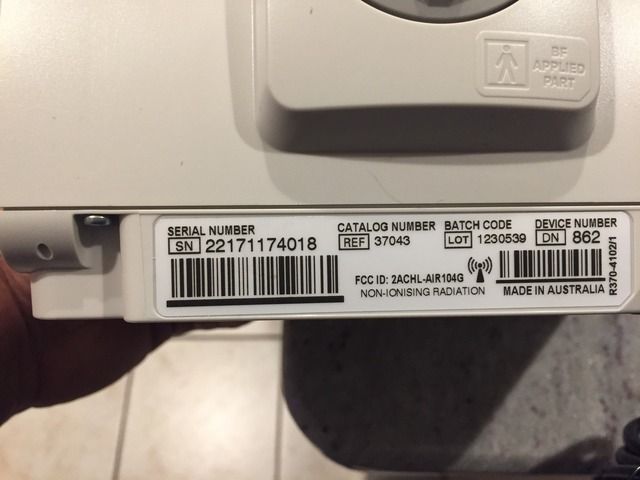 BF
APPLIED
PART
SERIAL NUMBER
SN 22171174018
CATALOG NUMBER
REF 37043
BATCH CODE
LOT 1230539
DEVICE NUMBER
DN 862
FCC ID: 2ACHL-AIR104G
NON-IONISING RADIATION
MADE IN AUSTRALIA
R370-4102/1